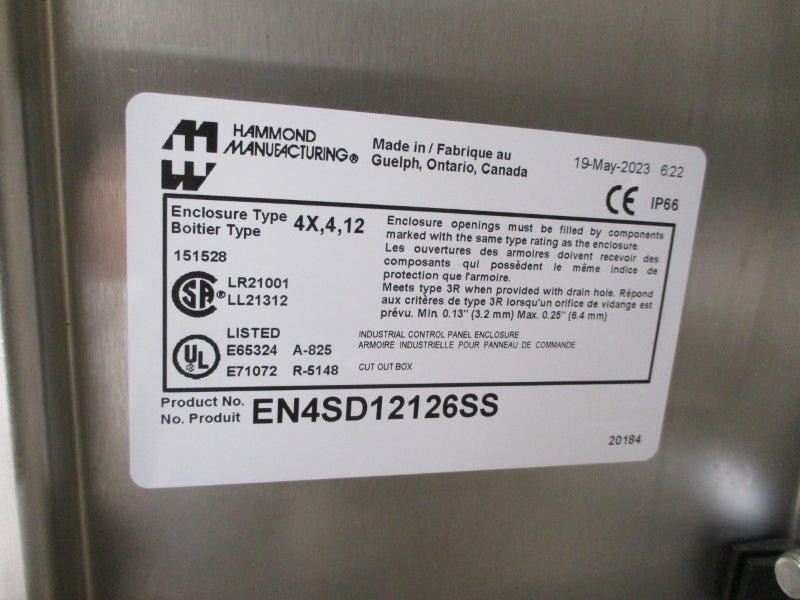 HAMMOND
MANUFACTURING®
Made in / Fabrique au
Guelph, Ontario, Canada
19-May-2023 6:22
CE IP66
Enclosure Type
Boitier Type
4X,4,12
151528
Enclosure openings must be filled by components
marked with the same type rating as the enclosure.
Les ouvertures des armoires doivent recevoir des
composants qui possèdent le même indice de
protection que l'armoire.
Meets type 3R when provided with drain hole. Répond
aux critères de type 3R lorsqu'un orifice de vidange est
prévu. Min 0.13" (3.2 mm) Max. 0.25" (6.4 mm)
SA® LR21001
LL21312
UL LISTED
E65324 A-825
E71072 R-5148
INDUSTRIAL CONTROL PANEL ENCLOSURE
ARMOIRE INDUSTRIELLE POUR PANNEAU DE COMMANDE
CUT OUT BOX
Product No.
No. Produit
EN4SD12126SS
20184